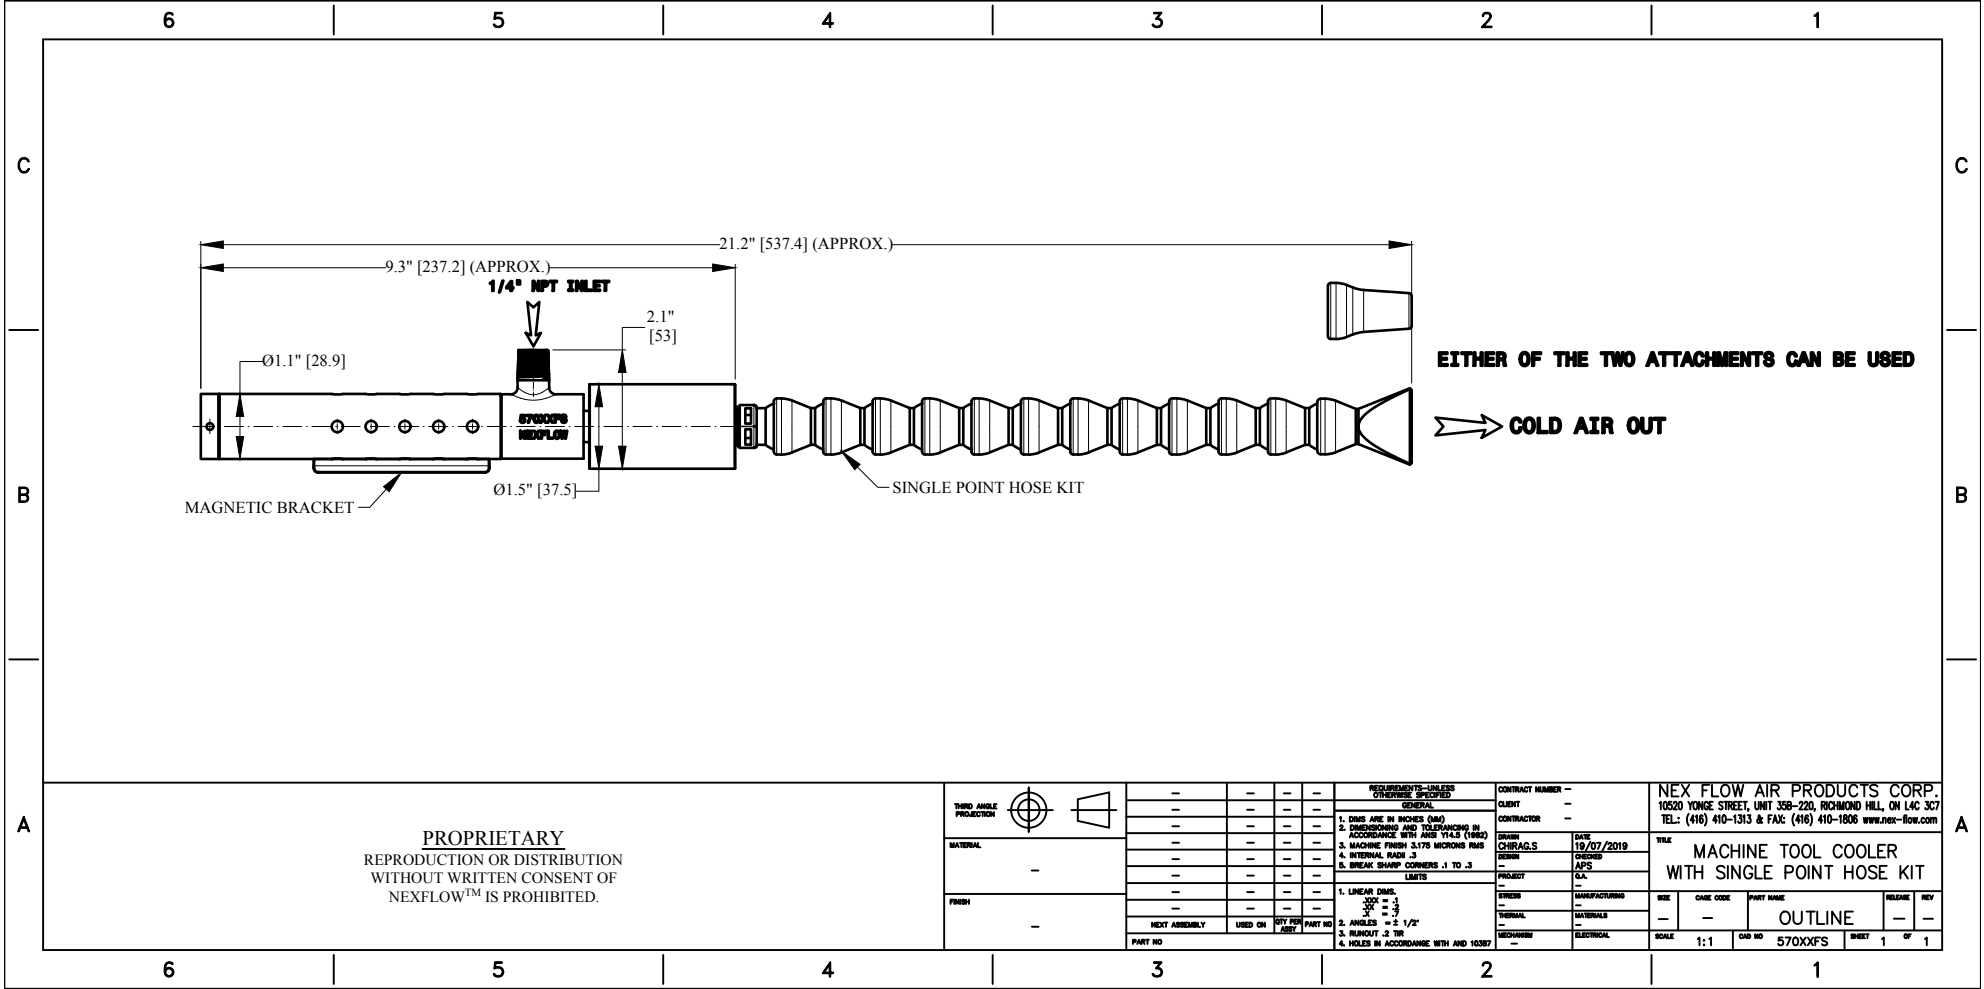 6 5 4 3 2 1
C C
21.2" [537.4] (APPROX.)
9.3" [237.2] (APPROX.)
1/4" NPT INLET
2.1"
[53]
Ø1.1" [28.9]
EITHER OF THE TWO ATTACHMENTS CAN BE USED
570XXFS
NEXFLOW
COLD AIR OUT
B B
Ø1.5" [37.5]
SINGLE POINT HOSE KIT
MAGNETIC BRACKET
A A
PROPRIETARY
REPRODUCTION OR DISTRIBUTION
WITHOUT WRITTEN CONSENT OF
NEXFLOW™ IS PROHIBITED.
THIRD ANGLE
PROJECTION
MATERIAL
–
FINISH
–
– – – –
– – – –
– – – –
– – – –
– – – –
– – – –
– – – –
– – – –
NEXT ASSEMBLY USED ON QTY PER ASSY PART NO
PART NO
REQUIREMENTS-UNLESS
OTHERWISE SPECIFIED
GENERAL
1. DIMS ARE IN INCHES (MM)
2. DIMENSIONING AND TOLERANCING IN
ACCORDANCE WITH ANSI Y14.5 (1982)
3. MACHINE FINISH 3.175 MICRONS RMS
4. INTERNAL RADII .3
5. BREAK SHARP CORNERS .1 TO .3
LIMITS
1. LINEAR DIMS.
.XXX = .1
.XX = .2
.X = .7
2. ANGLES = ± 1/2°
3. RUNOUT .2 TIR
4. HOLES IN ACCORDANGE WITH AND 10387
CONTRACT NUMBER –
CLIENT –
CONTRACTOR –
DRAWN DATE
CHIRAG.S 19/07/2019
DESIGN CHECKED
– APS
PROJECT Q.A.
– –
STRESS MANUFACTURING
– –
THERMAL MATERIALS
– –
MECHANISM ELECTRICAL
–
NEX FLOW AIR PRODUCTS CORP.
10520 YONGE STREET, UNIT 35B-220, RICHMOND HILL, ON L4C 3C7
TEL.: (416) 410-1313 & FAX: (416) 410-1806 www.nex-flow.com
TITLE
MACHINE TOOL COOLER
WITH SINGLE POINT HOSE KIT
SIZE CAGE CODE PART NAME RELEASE REV
– – OUTLINE – –
SCALE 1:1 CAD NO 570XXFS SHEET 1 OF 1
6 5 4 3 2 1